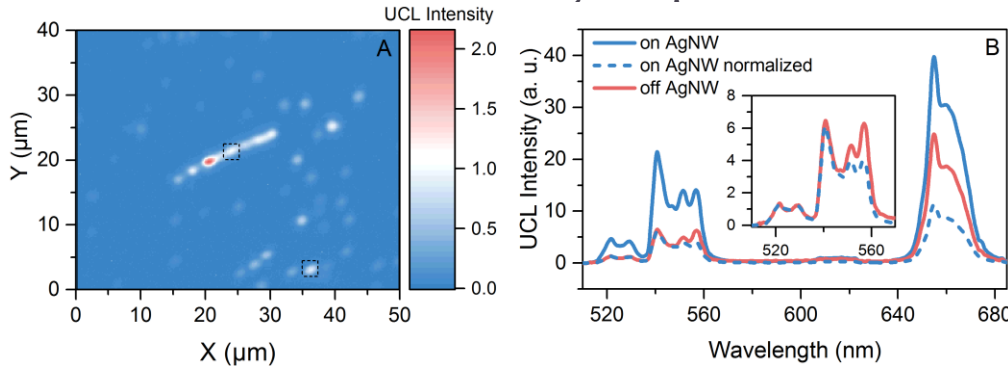 UCL Intensity
A
40
30
20
10
0
0 10 20 30 40 50
Y (µm)
X (µm)
2.0
1.5
1.0
0.5
0.0
B
on AgNW
on AgNW normalized
off AgNW
40
30
20
10
0
UCL Intensity (a. u.)
8
6
4
2
0
520 540 560
520 560 600 640 680
Wavelength (nm)